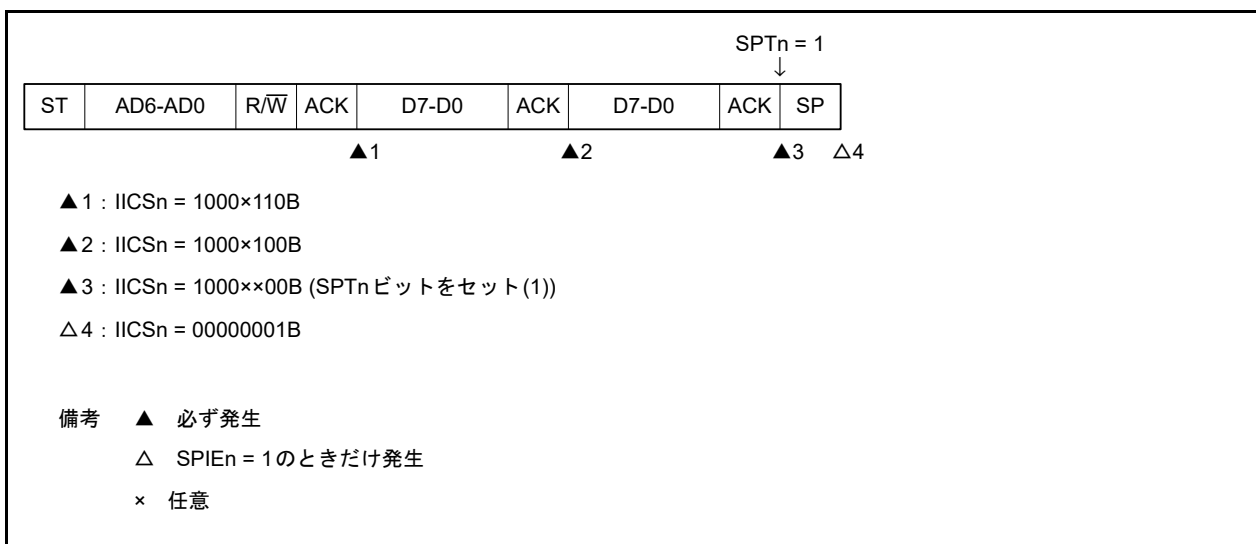 SPTn = 1
↓
ST AD6-AD0 R/W̅ ACK D7-D0 ACK D7-D0 ACK SP
▲1 ▲2 ▲3 △4
▲1：IICSn = 1000×110B
▲2：IICSn = 1000×100B
▲3：IICSn = 1000××00B (SPTnビットをセット(1))
△4：IICSn = 00000001B
備考 ▲ 必ず発生
△ SPIEn = 1のときだけ発生
× 任意